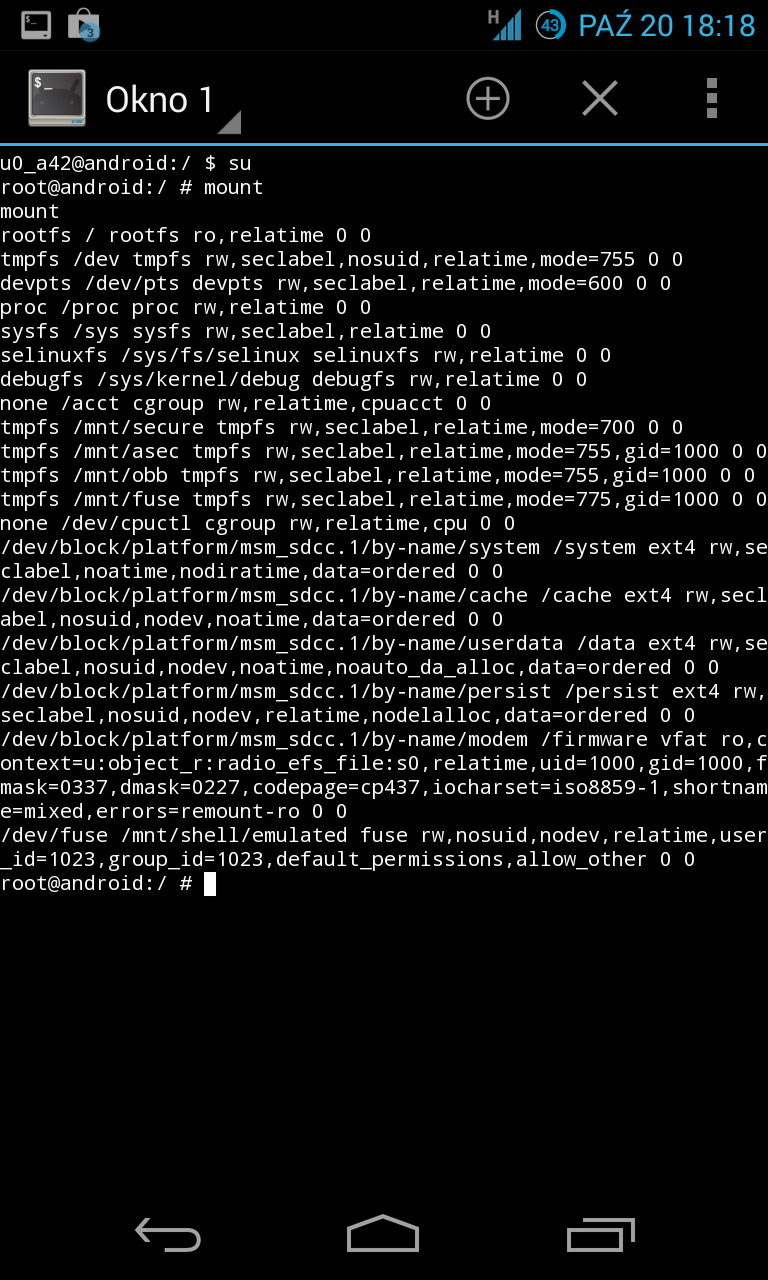 H 43 PAŹ 20 18:18
3
$_ Okno 1
u0_a42@android:/ $ su
root@android:/ # mount
mount
rootfs / rootfs ro,relatime 0 0
tmpfs /dev tmpfs rw,seclabel,nosuid,relatime,mode=755 0 0
devpts /dev/pts devpts rw,seclabel,relatime,mode=600 0 0
proc /proc proc rw,relatime 0 0
sysfs /sys sysfs rw,seclabel,relatime 0 0
selinuxfs /sys/fs/selinux selinuxfs rw,relatime 0 0
debugfs /sys/kernel/debug debugfs rw,relatime 0 0
none /acct cgroup rw,relatime,cpuacct 0 0
tmpfs /mnt/secure tmpfs rw,seclabel,relatime,mode=700 0 0
tmpfs /mnt/asec tmpfs rw,seclabel,relatime,mode=755,gid=1000 0 0
tmpfs /mnt/obb tmpfs rw,seclabel,relatime,mode=755,gid=1000 0 0
tmpfs /mnt/fuse tmpfs rw,seclabel,relatime,mode=775,gid=1000 0 0
none /dev/cpuctl cgroup rw,relatime,cpu 0 0
/dev/block/platform/msm_sdcc.1/by-name/system /system ext4 rw,se
clabel,noatime,nodiratime,data=ordered 0 0
/dev/block/platform/msm_sdcc.1/by-name/cache /cache ext4 rw,secl
abel,nosuid,nodev,noatime,data=ordered 0 0
/dev/block/platform/msm_sdcc.1/by-name/userdata /data ext4 rw,se
clabel,nosuid,nodev,noatime,noauto_da_alloc,data=ordered 0 0
/dev/block/platform/msm_sdcc.1/by-name/persist /persist ext4 rw,
seclabel,nosuid,nodev,relatime,nodelalloc,data=ordered 0 0
/dev/block/platform/msm_sdcc.1/by-name/modem /firmware vfat ro,c
ontext=u:object_r:radio_efs_file:s0,relatime,uid=1000,gid=1000,f
mask=0337,dmask=0227,codepage=cp437,iocharset=iso8859-1,shortnam
e=mixed,errors=remount-ro 0 0
/dev/fuse /mnt/shell/emulated fuse rw,nosuid,nodev,relatime,user
_id=1023,group_id=1023,default_permissions,allow_other 0 0
root@android:/ #